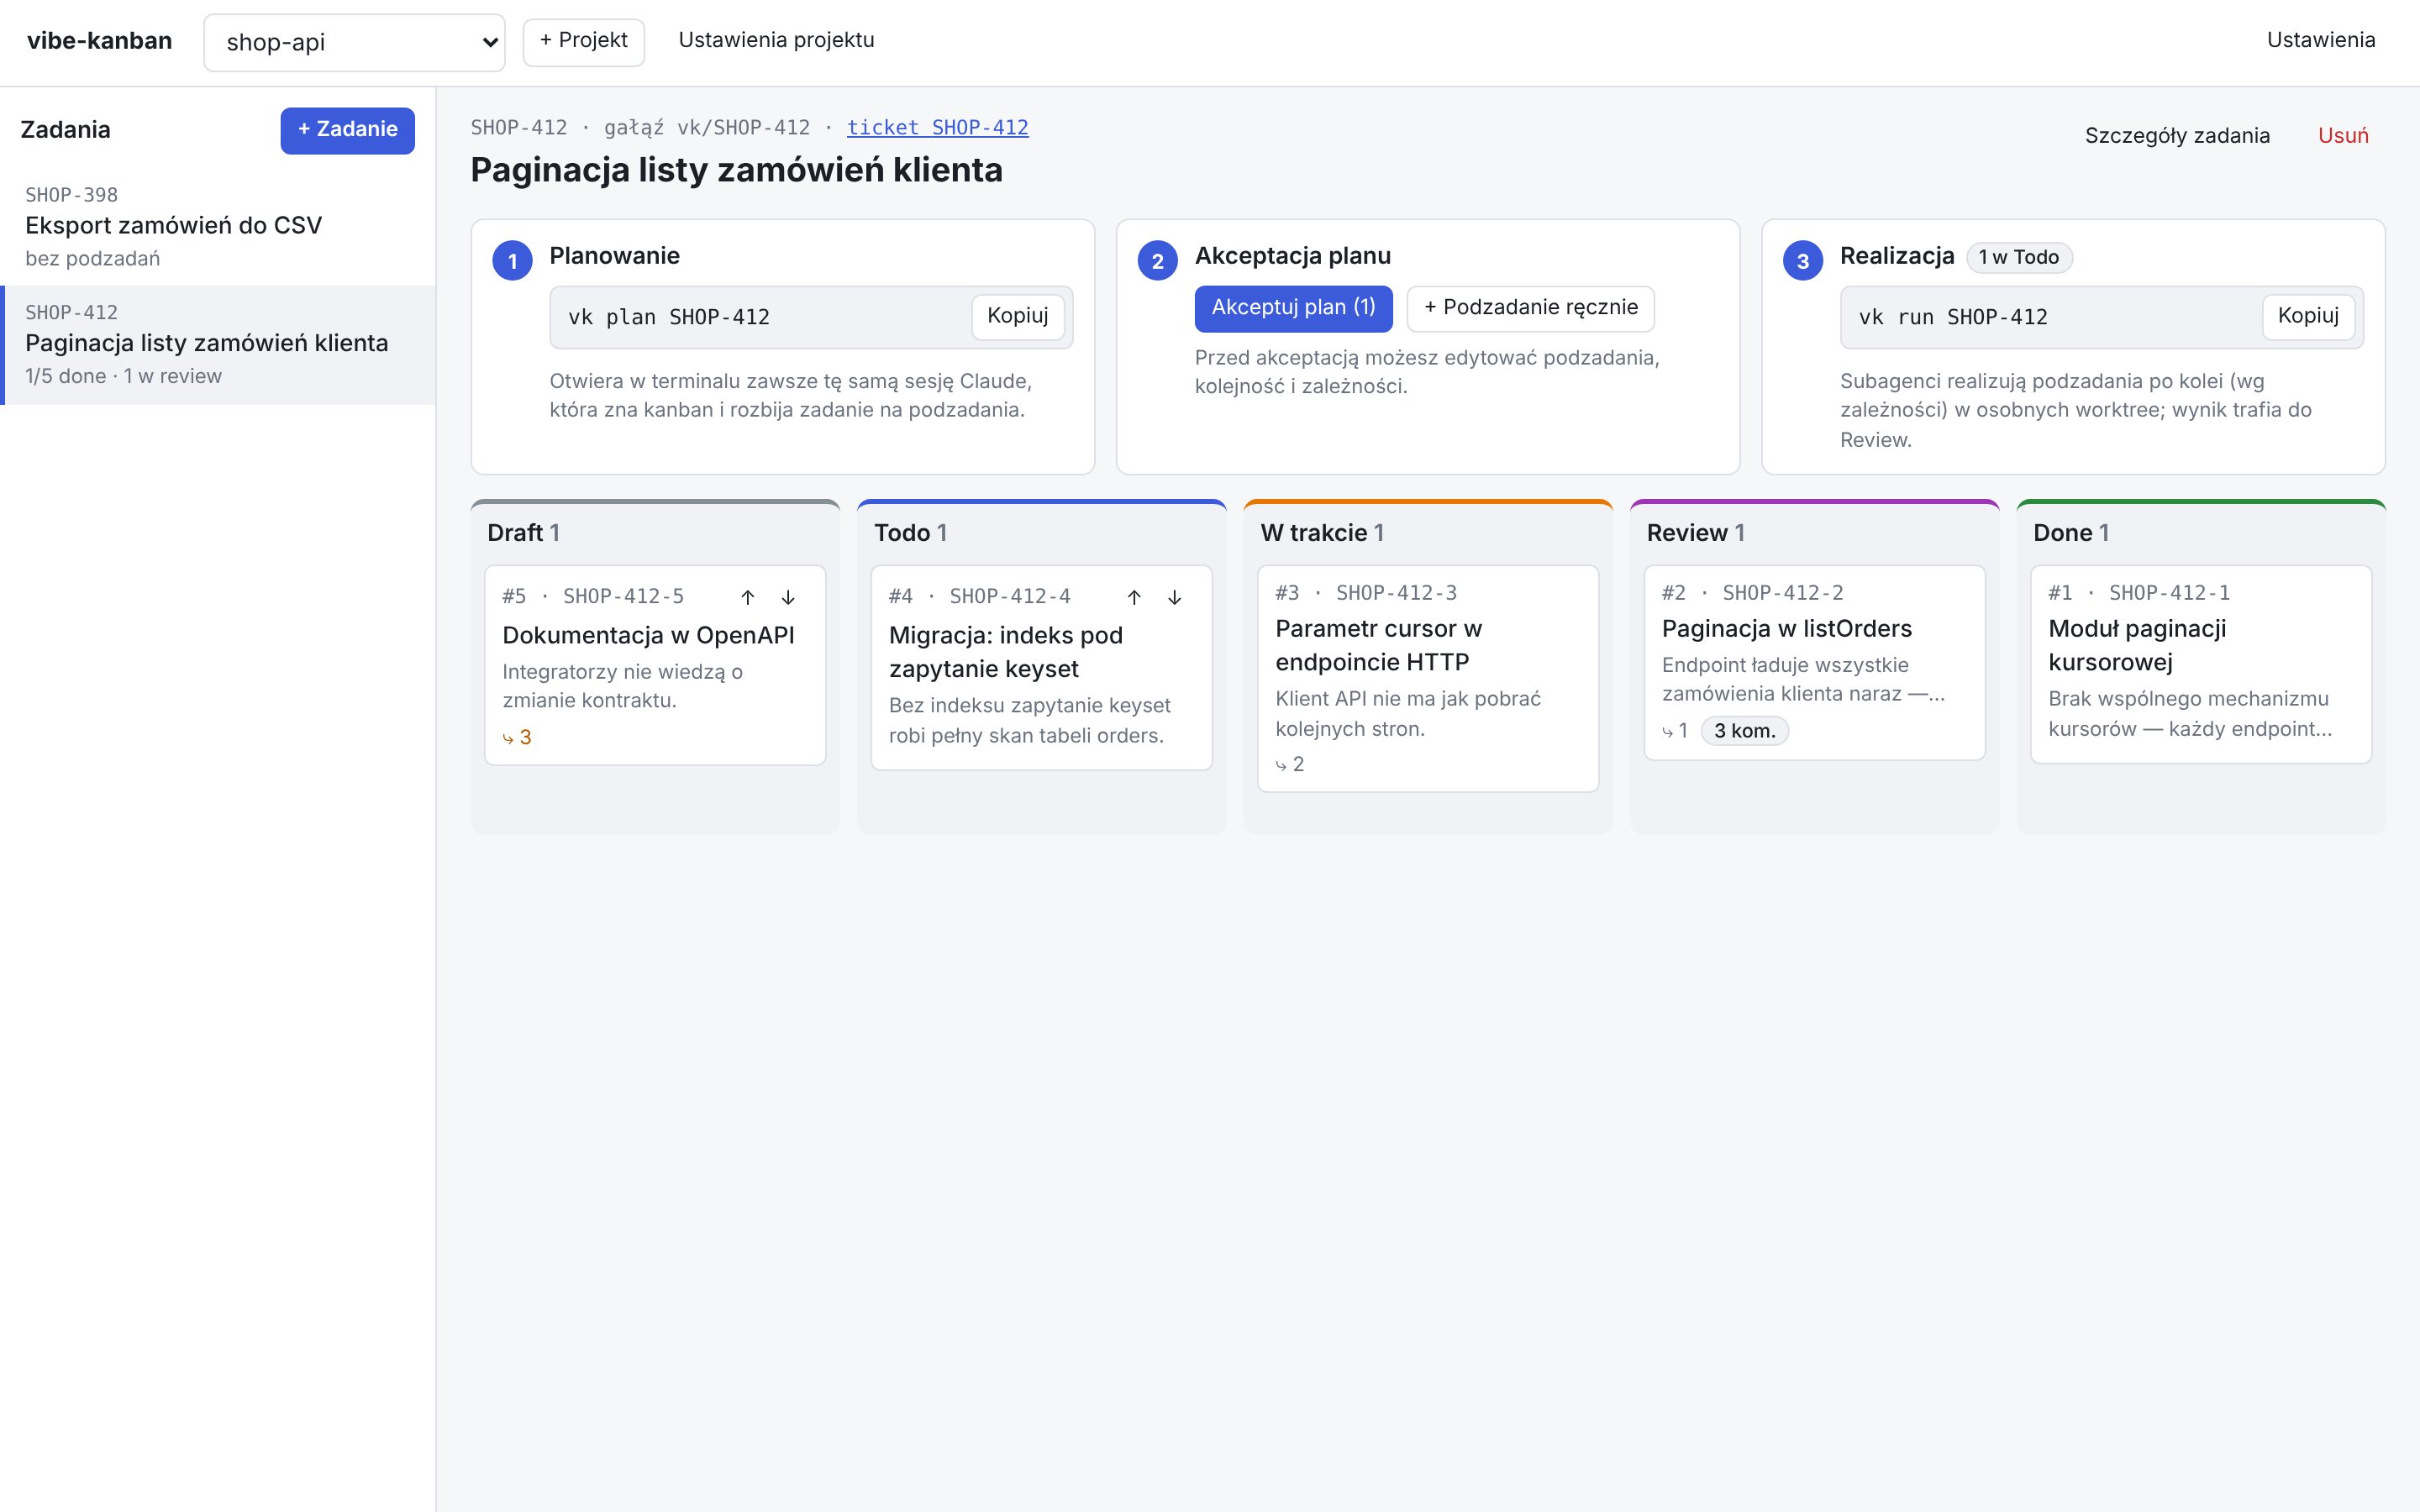 vibe-kanban
shop-api
+ Projekt
Ustawienia projektu
Ustawienia
Zadania
+ Zadanie
SHOP-398
Eksport zamówień do CSV
bez podzadań
SHOP-412
Paginacja listy zamówień klienta
1/5 done · 1 w review
SHOP-412 · gałąź vk/SHOP-412 · ticket SHOP-412
Paginacja listy zamówień klienta
Szczegóły zadania
Usuń
1
Planowanie
vk plan SHOP-412
Kopiuj
Otwiera w terminalu zawsze tę samą sesję Claude,
która zna kanban i rozbija zadanie na podzadania.
2
Akceptacja planu
Akceptuj plan (1)
+ Podzadanie ręcznie
Przed akceptacją możesz edytować podzadania,
kolejność i zależności.
3
Realizacja
1 w Todo
vk run SHOP-412
Kopiuj
Subagenci realizują podzadania po kolei (wg
zależności) w osobnych worktree; wynik trafia do
Review.
Draft 1
#5 · SHOP-412-5 ↑ ↓
Dokumentacja w OpenAPI
Integratorzy nie wiedzą o
zmianie kontraktu.
⤷ 3
Todo 1
#4 · SHOP-412-4 ↑ ↓
Migracja: indeks pod
zapytanie keyset
Bez indeksu zapytanie keyset
robi pełny skan tabeli orders.
W trakcie 1
#3 · SHOP-412-3
Parametr cursor w
endpoincie HTTP
Klient API nie ma jak pobrać
kolejnych stron.
⤷ 2
Review 1
#2 · SHOP-412-2
Paginacja w listOrders
Endpoint ładuje wszystkie
zamówienia klienta naraz —...
⤷ 1 3 kom.
Done 1
#1 · SHOP-412-1
Moduł paginacji
kursorowej
Brak wspólnego mechanizmu
kursorów — każdy endpoint...